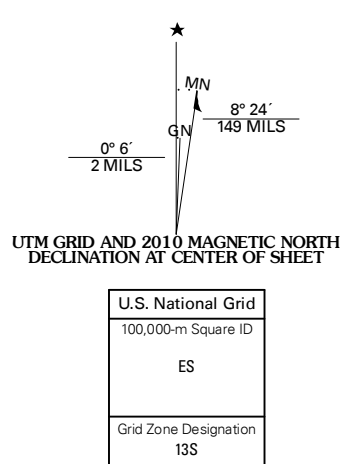 ★
MN
8° 24´
149 MILS
GN
0° 6´
2 MILS
UTM GRID AND 2010 MAGNETIC NORTH
DECLINATION AT CENTER OF SHEET
U.S. National Grid
100,000-m Square ID
ES
Grid Zone Designation
13S